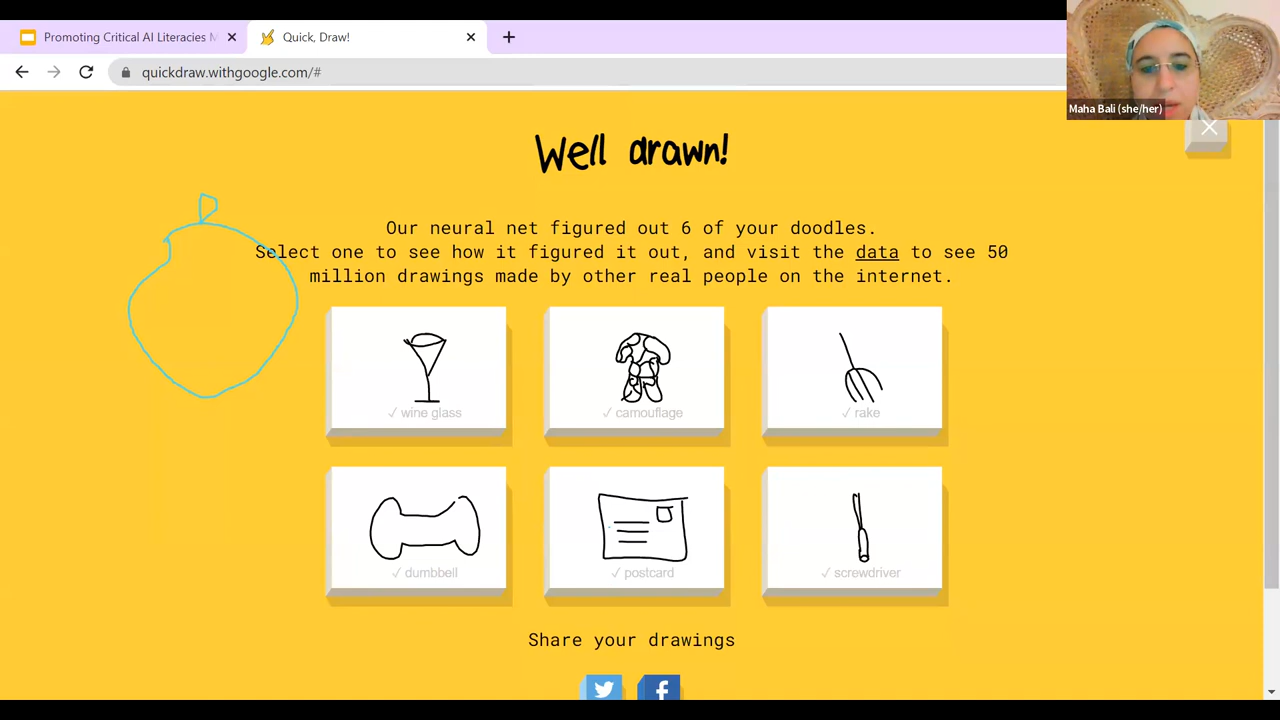 Promoting Critical AI Literacies M
Quick, Draw!
quickdraw.withgoogle.com/#
Maha Bali (she/her)
Well drawn!
Our neural net figured out 6 of your doodles.
Select one to see how it figured it out, and visit the data to see 50
million drawings made by other real people on the internet.
✓ wine glass
✓ camouflage
✓ rake
✓ dumbbell
✓ postcard
✓ screwdriver
Share your drawings